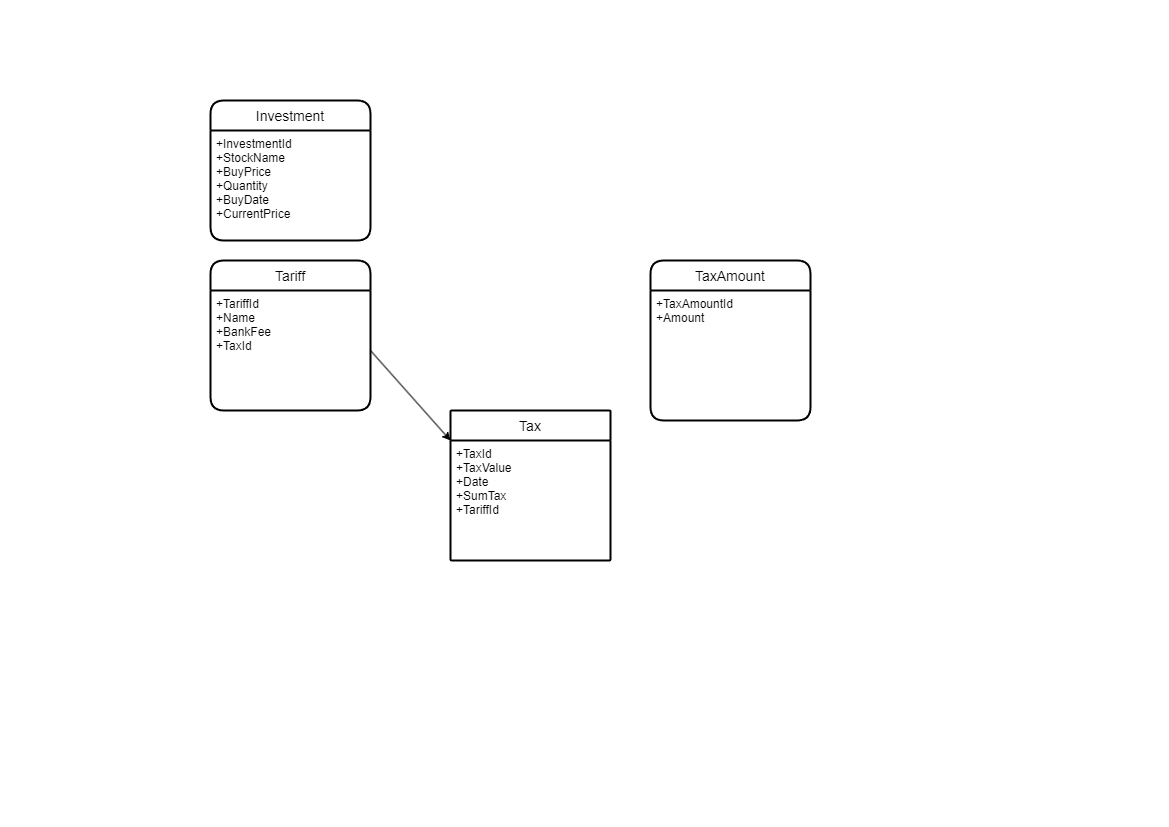 Investment
+InvestmentId
+StockName
+BuyPrice
+Quantity
+BuyDate
+CurrentPrice
Tariff
+TariffId
+Name
+BankFee
+TaxId
TaxAmount
+TaxAmountId
+Amount
Tax
+TaxId
+TaxValue
+Date
+SumTax
+TariffId